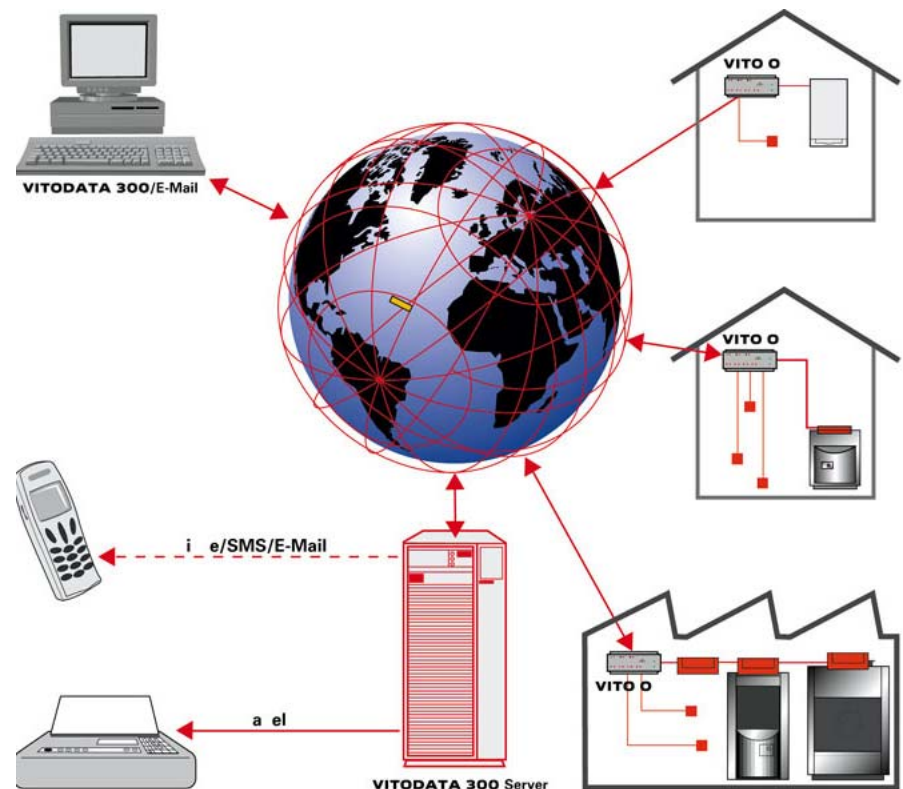 VITO O
VITODATA 300/E-Mail
VITO O
e/SMS/E-Mail
VITO O
VITODATA 300 Server